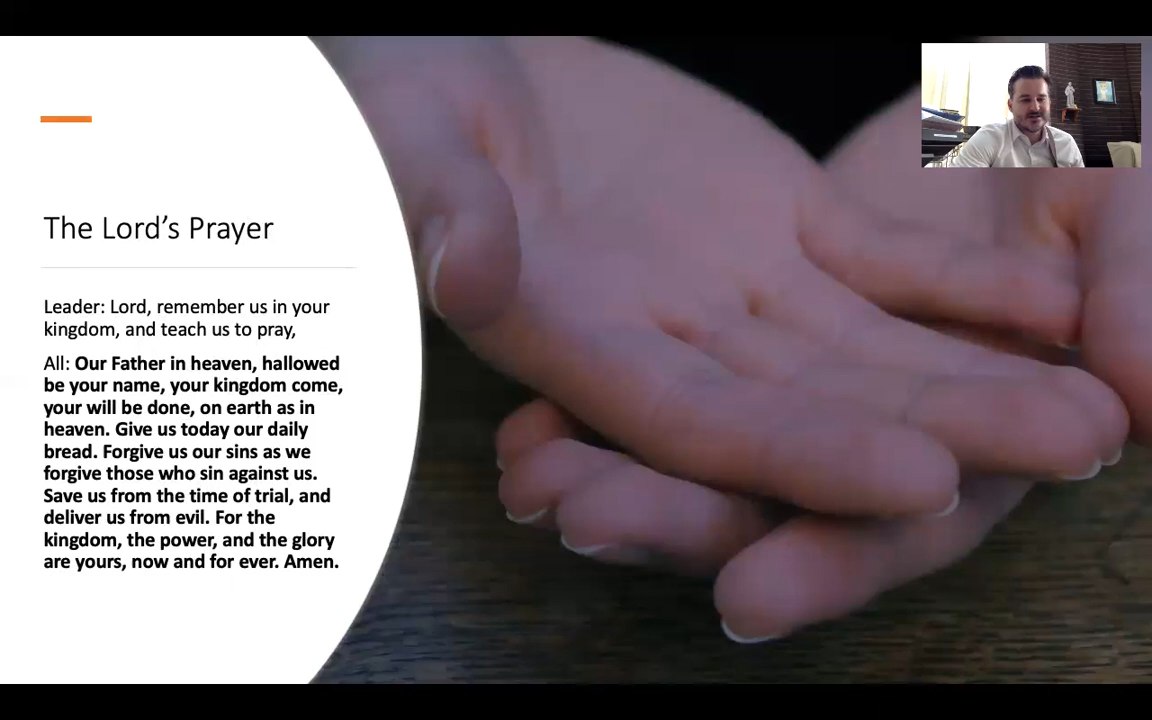 The Lord’s Prayer
Leader: Lord, remember us in your
kingdom, and teach us to pray,
All: Our Father in heaven, hallowed
be your name, your kingdom come,
your will be done, on earth as in
heaven. Give us today our daily
bread. Forgive us our sins as we
forgive those who sin against us.
Save us from the time of trial, and
deliver us from evil. For the
kingdom, the power, and the glory
are yours, now and for ever. Amen.